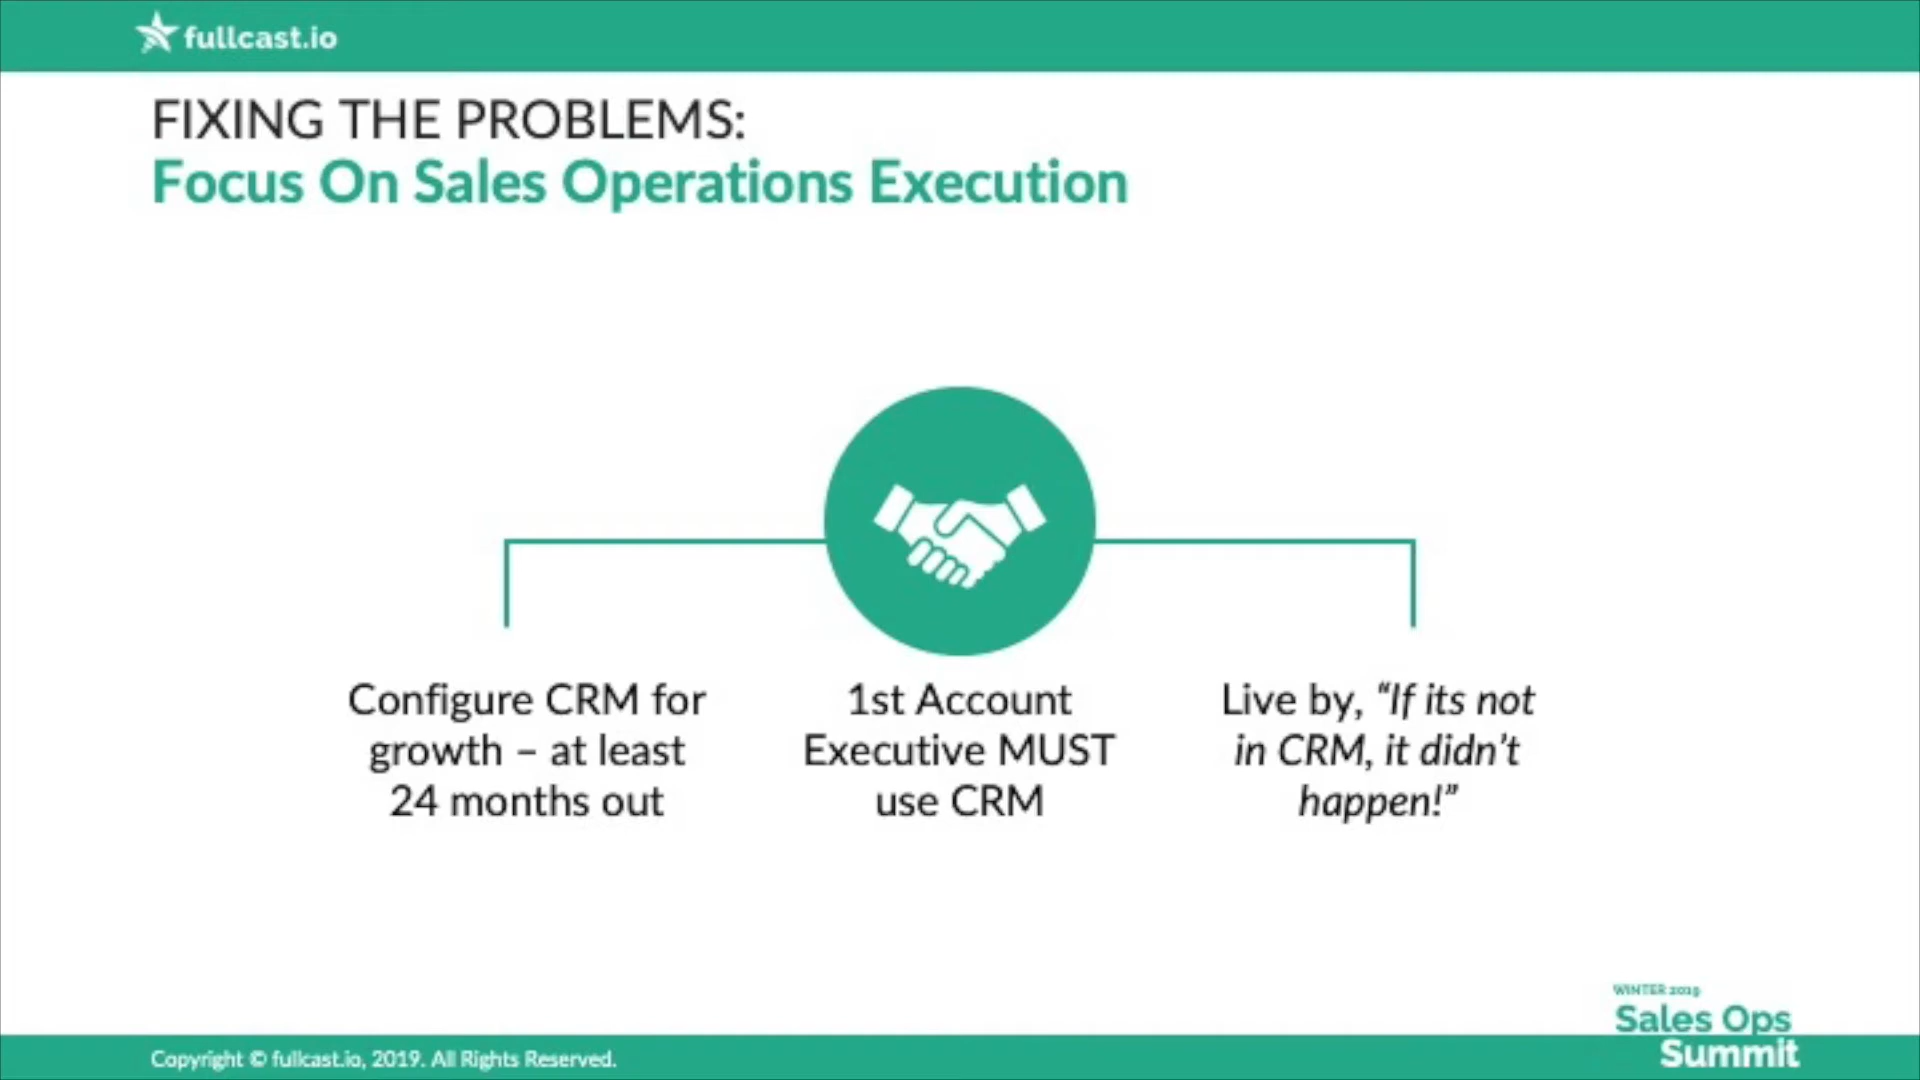 fullcast.io
FIXING THE PROBLEMS:
Focus On Sales Operations Execution
Configure CRM for
growth – at least
24 months out
1st Account
Executive MUST
use CRM
Live by, “If its not
in CRM, it didn’t
happen!”
WINTER 2019
Sales Ops
Summit
Copyright © fullcast.io, 2019. All Rights Reserved.